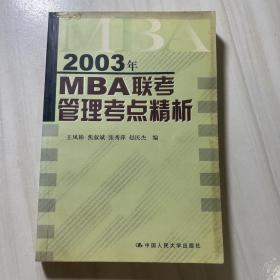 MBA
2003年
MBA联考
管理考点精析
王凤彬 焦叔斌 张秀萍 赵民杰 编
中国人民大学出版社